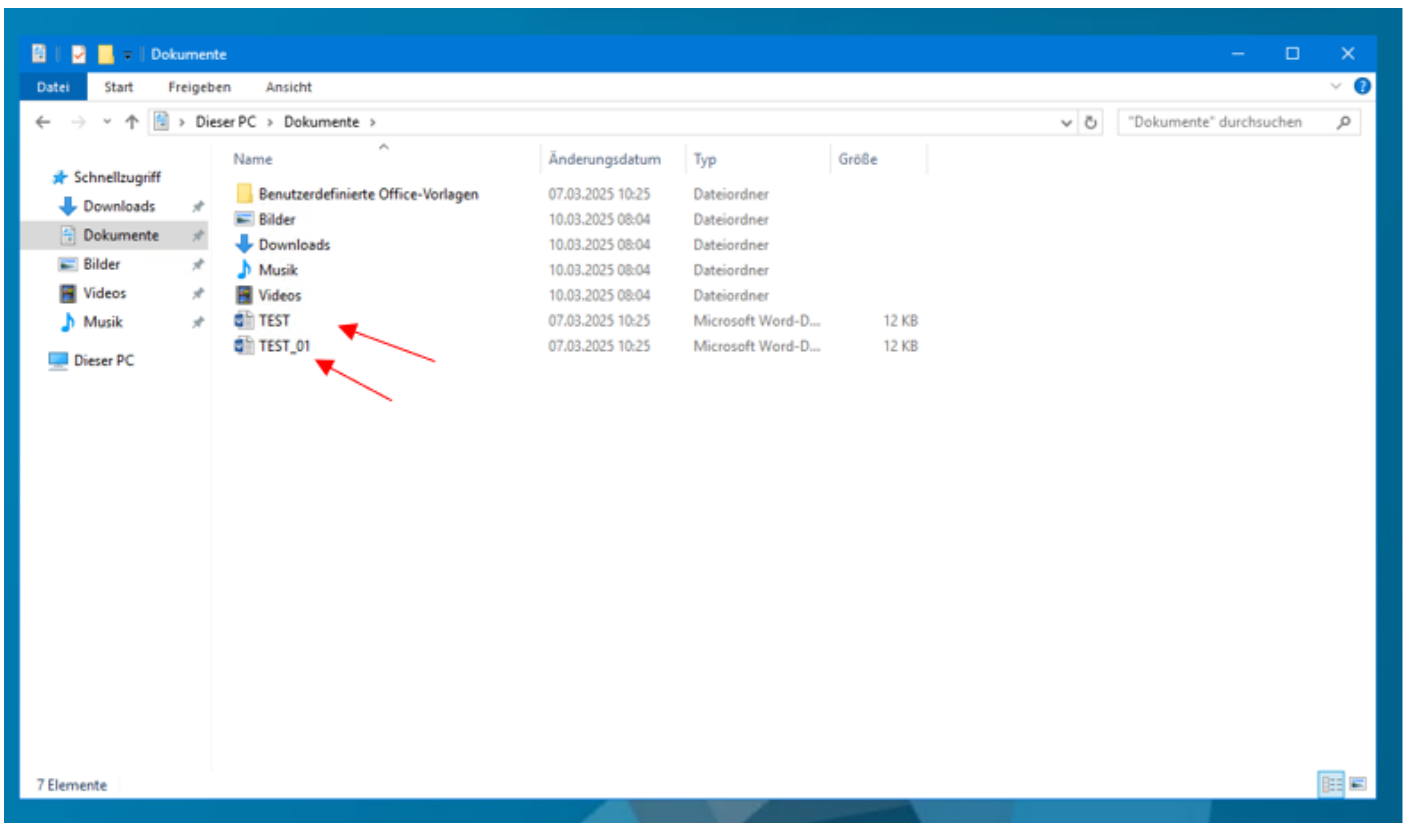 Dokumente
Datei Start Freigeben Ansicht
Dieser PC > Dokumente >
"Dokumente" durchsuchen
Name Änderungsdatum Typ Größe
Schnellzugriff
Downloads
Dokumente
Bilder
Videos
Musik
Dieser PC
Benutzerdefinierte Office-Vorlagen 07.03.2025 10:25 Dateiordner
Bilder 10.03.2025 08:04 Dateiordner
Downloads 10.03.2025 08:04 Dateiordner
Musik 10.03.2025 08:04 Dateiordner
Videos 10.03.2025 08:04 Dateiordner
TEST 07.03.2025 10:25 Microsoft Word-D... 12 KB
TEST_01 07.03.2025 10:25 Microsoft Word-D... 12 KB
7 Elemente